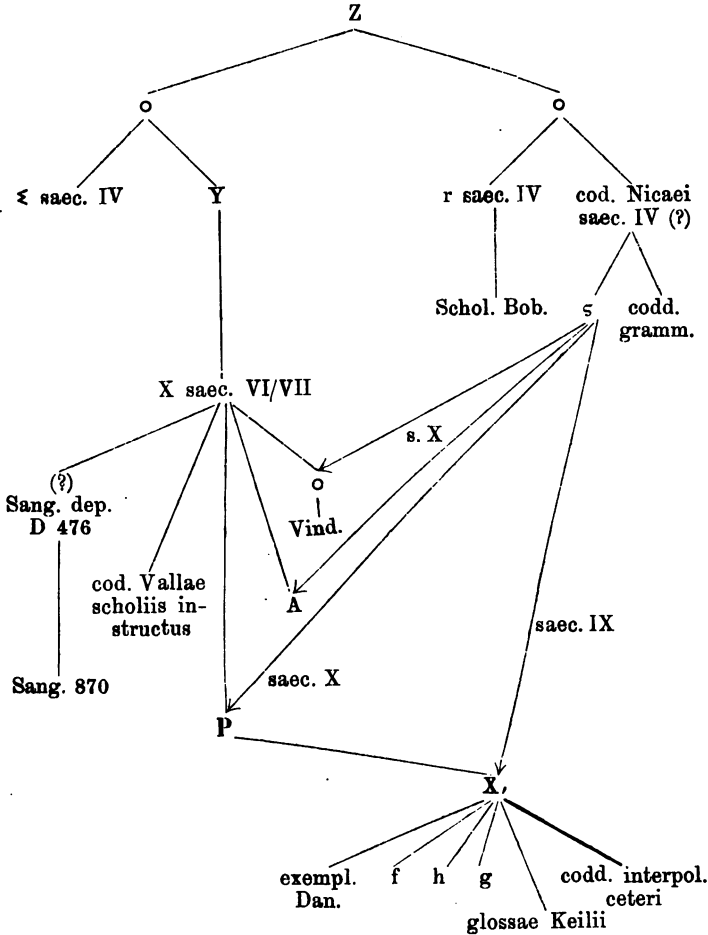 Z
Σ saec. IV
Y
r saec. IV
cod. Nicaei
saec. IV (?)
Schol. Bob.
ς
codd.
gramm.
X saec. VI/VII
s. X
(?)
Sang. dep.
D 476
Vind.
cod. Vallae
scholiis in-
structus
A
saec. IX
Sang. 870
saec. X
P
X,
exempl.
Dan.
f
h
g
codd. interpol.
ceteri
glossae Keilii